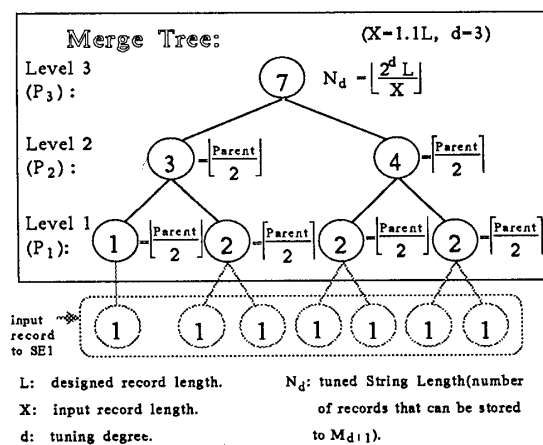 Merge Tree:
(X=1.1L, d=3)
Level 3
(P₃) :
7
N_d = ⌊2^d L / X⌋
Level 2
(P₂) :
3 = ⌊Parent / 2⌋
4 = ⌈Parent / 2⌉
Level 1
(P₁):
1 = ⌊Parent / 2⌋
2 = ⌈Parent / 2⌉
2 = ⌊Parent / 2⌋
2 = ⌈Parent / 2⌉
input
record
to SE1
1 1 1 1 1 1 1
L: designed record length.
X: input record length.
d: tuning degree.
N_d: tuned String Length(number
of records that can be stored
to M_d+1).